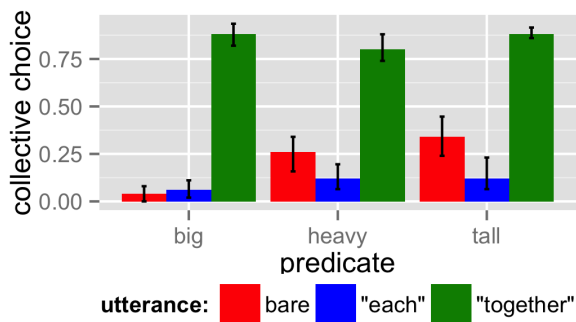 collective choice
0.75
0.50
0.25
0.00
big heavy tall
predicate
utterance: bare "each" "together"